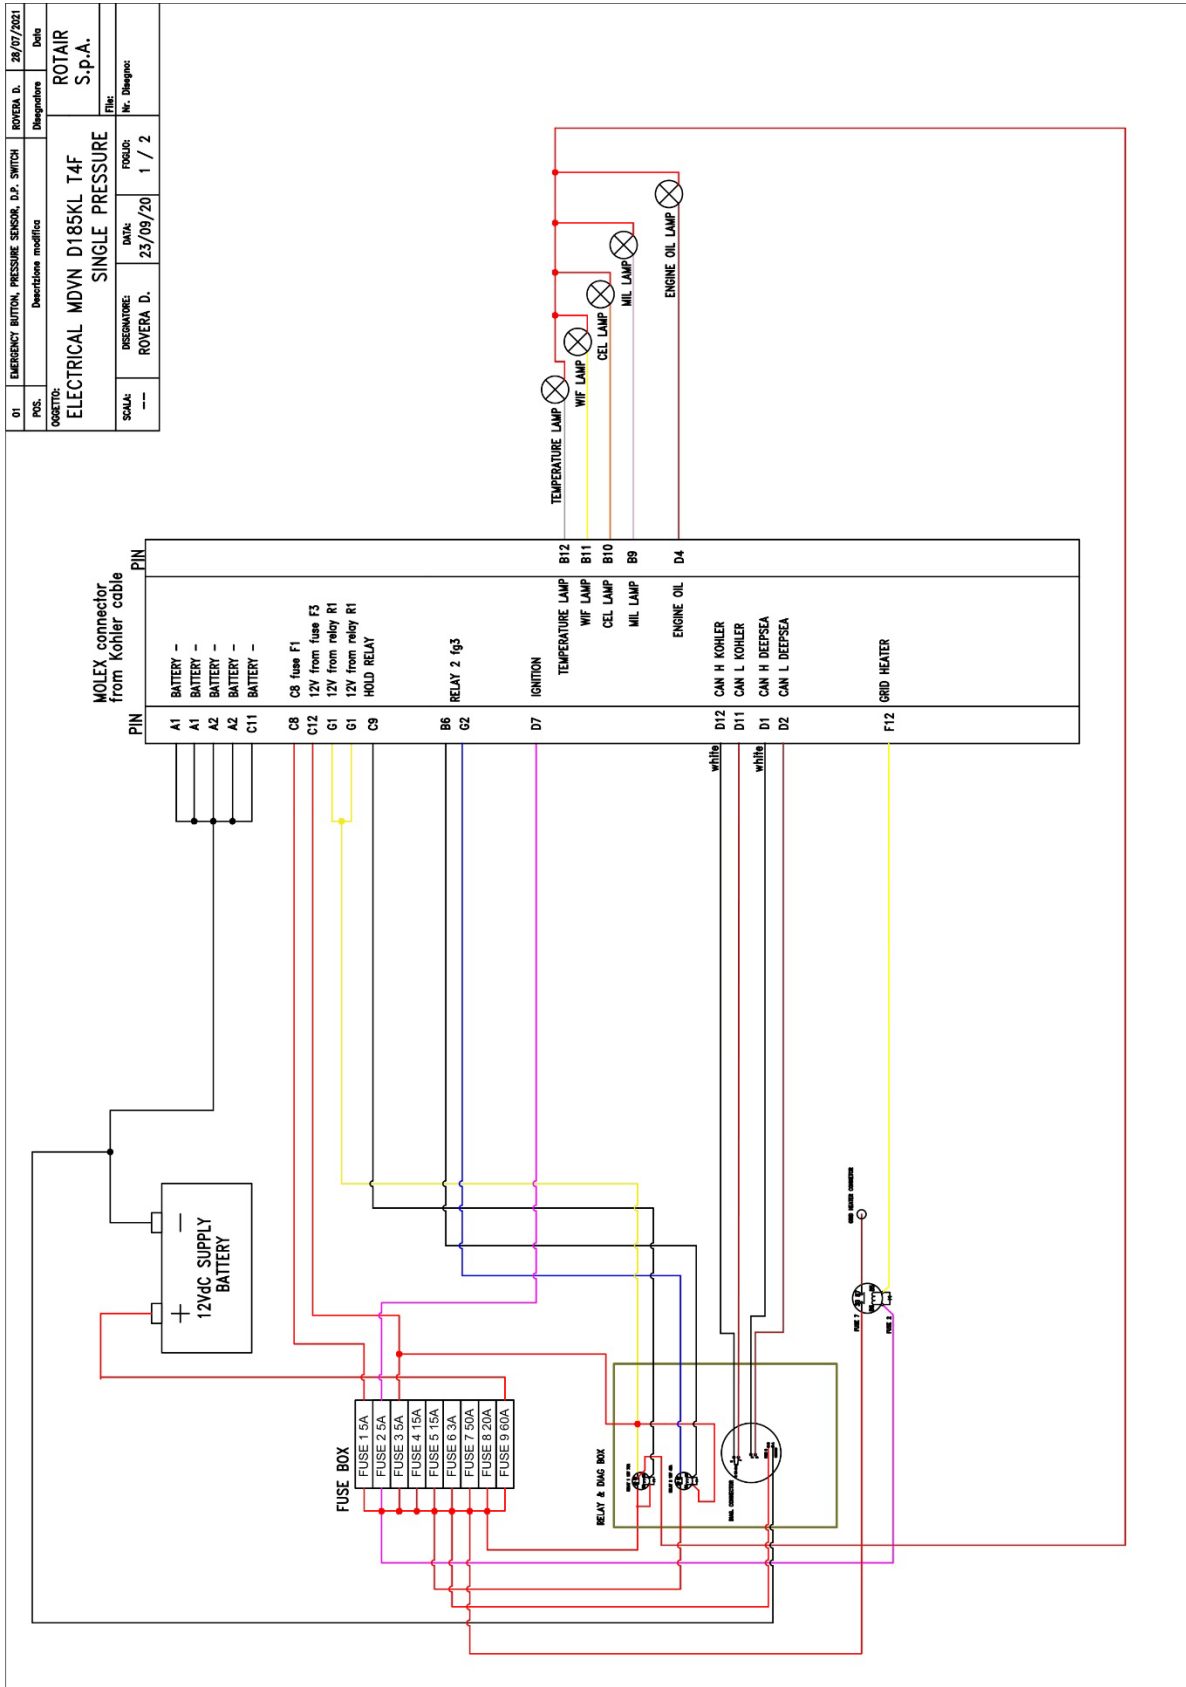 01 EMERGENCY BUTTON, PRESSURE SENSOR, D.P. SWITCH ROVERA D. 28/07/2021
POS. Descrizione modifica Disegnatore Data
OGGETTO:
ELECTRICAL MDVN D185KL T4F
SINGLE PRESSURE
ROTAIR
S.p.A.
File:
SCALA:
--
DISEGNATORE:
ROVERA D.
DATA:
23/09/20
FOGLIO:
1 / 2
Nr. Disegno:
TEMPERATURE LAMP
WIF LAMP
CEL LAMP
MIL LAMP
ENGINE OIL LAMP
MOLEX connector
from Kohler cable
PIN
B12
B11
B10
B9
D4
TEMPERATURE LAMP
WIF LAMP
CEL LAMP
MIL LAMP
ENGINE OIL
PIN
A1 BATTERY -
A1 BATTERY -
A2 BATTERY -
A2 BATTERY -
C11 BATTERY -
C8 C8 fuse F1
C12 12V from fuse F3
G1 12V from relay R1
G1 12V from relay R1
C9 HOLD RELAY
B6 RELAY 2 fg3
G2
D7 IGNITION
D12 CAN H KOHLER
D11 CAN L KOHLER
D1 CAN H DEEPSEA
D2 CAN L DEEPSEA
F12 GRID HEATER
white
white
12VdC SUPPLY
BATTERY
+
-
FUSE BOX
FUSE 1 5A
FUSE 2 5A
FUSE 3 5A
FUSE 4 15A
FUSE 5 15A
FUSE 6 3A
FUSE 7 50A
FUSE 8 20A
FUSE 9 60A
RELAY & DIAG BOX
GRID HEATER CONNECTOR
FUSE 7
FUSE 2